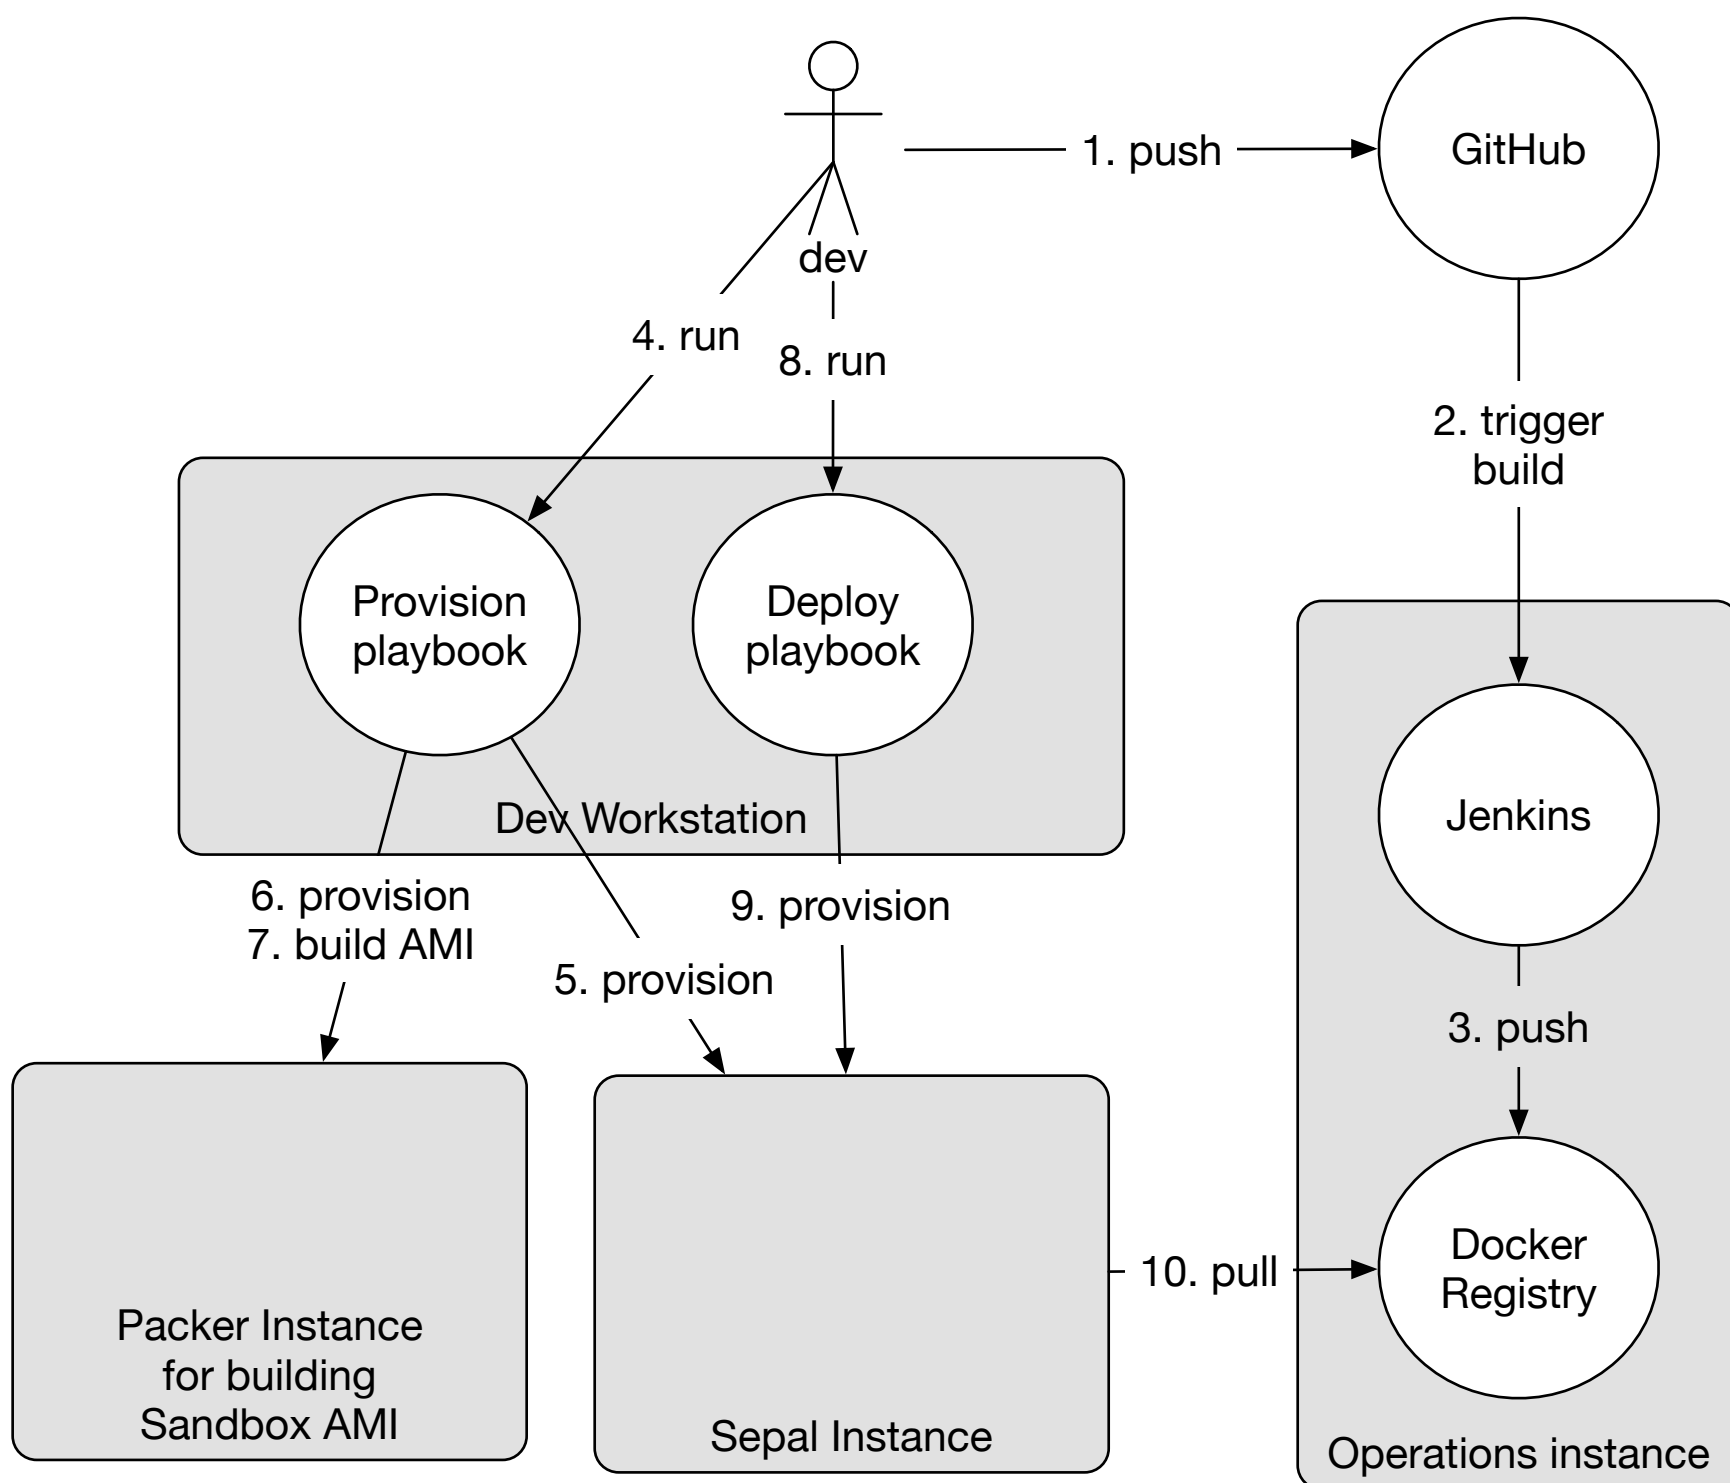 1. push
GitHub
dev
4. run
8. run
2. trigger
build
Provision
playbook
Deploy
playbook
Dev Workstation
Jenkins
6. provision
7. build AMI
9. provision
5. provision
3. push
10. pull
Docker
Registry
Packer Instance
for building
Sandbox AMI
Sepal Instance
Operations instance